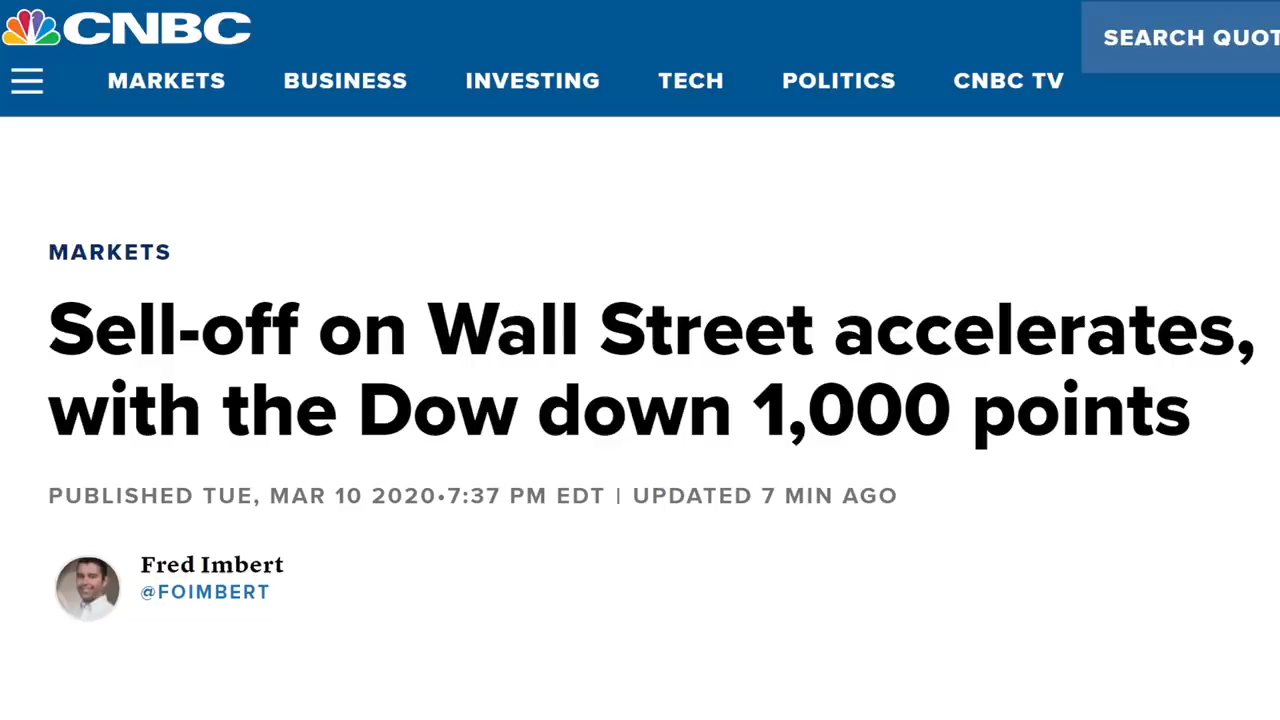 CNBC
SEARCH QUOT
MARKETS BUSINESS INVESTING TECH POLITICS CNBC TV
MARKETS
Sell-off on Wall Street accelerates,
with the Dow down 1,000 points
PUBLISHED TUE, MAR 10 2020•7:37 PM EDT | UPDATED 7 MIN AGO
Fred Imbert
@FOIMBERT